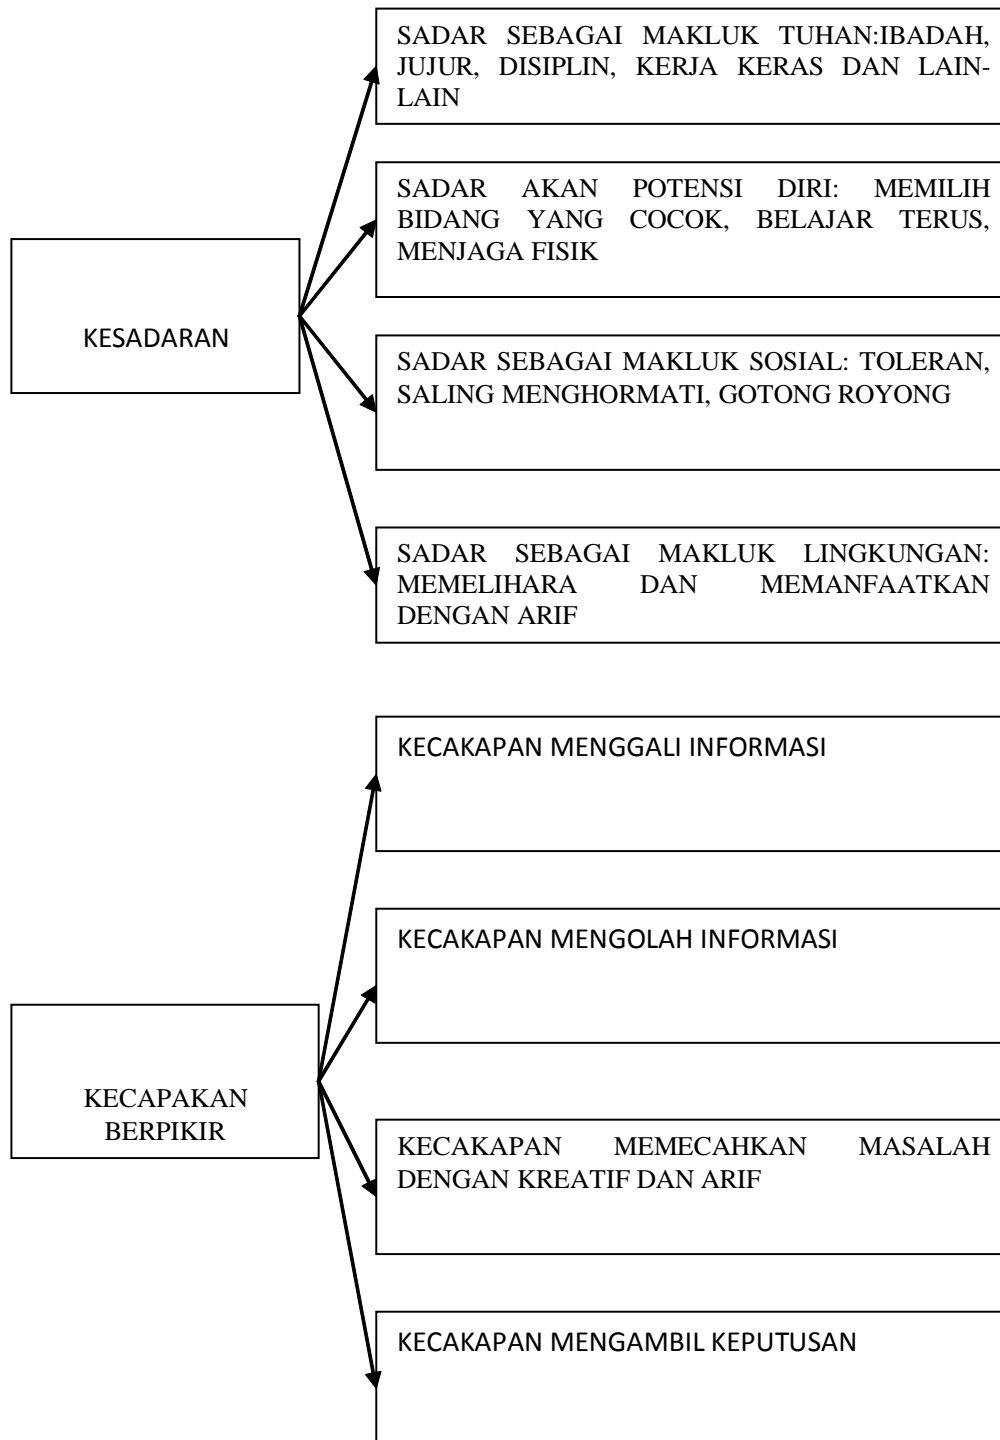 SADAR SEBAGAI MAKLUK TUHAN:IBADAH,
JUJUR, DISIPLIN, KERJA KERAS DAN LAIN-
LAIN
SADAR AKAN POTENSI DIRI: MEMILIH
BIDANG YANG COCOK, BELAJAR TERUS,
MENJAGA FISIK
KESADARAN
SADAR SEBAGAI MAKLUK SOSIAL: TOLERAN,
SALING MENGHORMATI, GOTONG ROYONG
SADAR SEBAGAI MAKLUK LINGKUNGAN:
MEMELIHARA DAN MEMANFAATKAN
DENGAN ARIF
KECAKAPAN MENGGALI INFORMASI
KECAKAPAN MENGOLAH INFORMASI
KECAPAKAN
BERPIKIR
KECAKAPAN MEMECAHKAN MASALAH
DENGAN KREATIF DAN ARIF
KECAKAPAN MENGAMBIL KEPUTUSAN